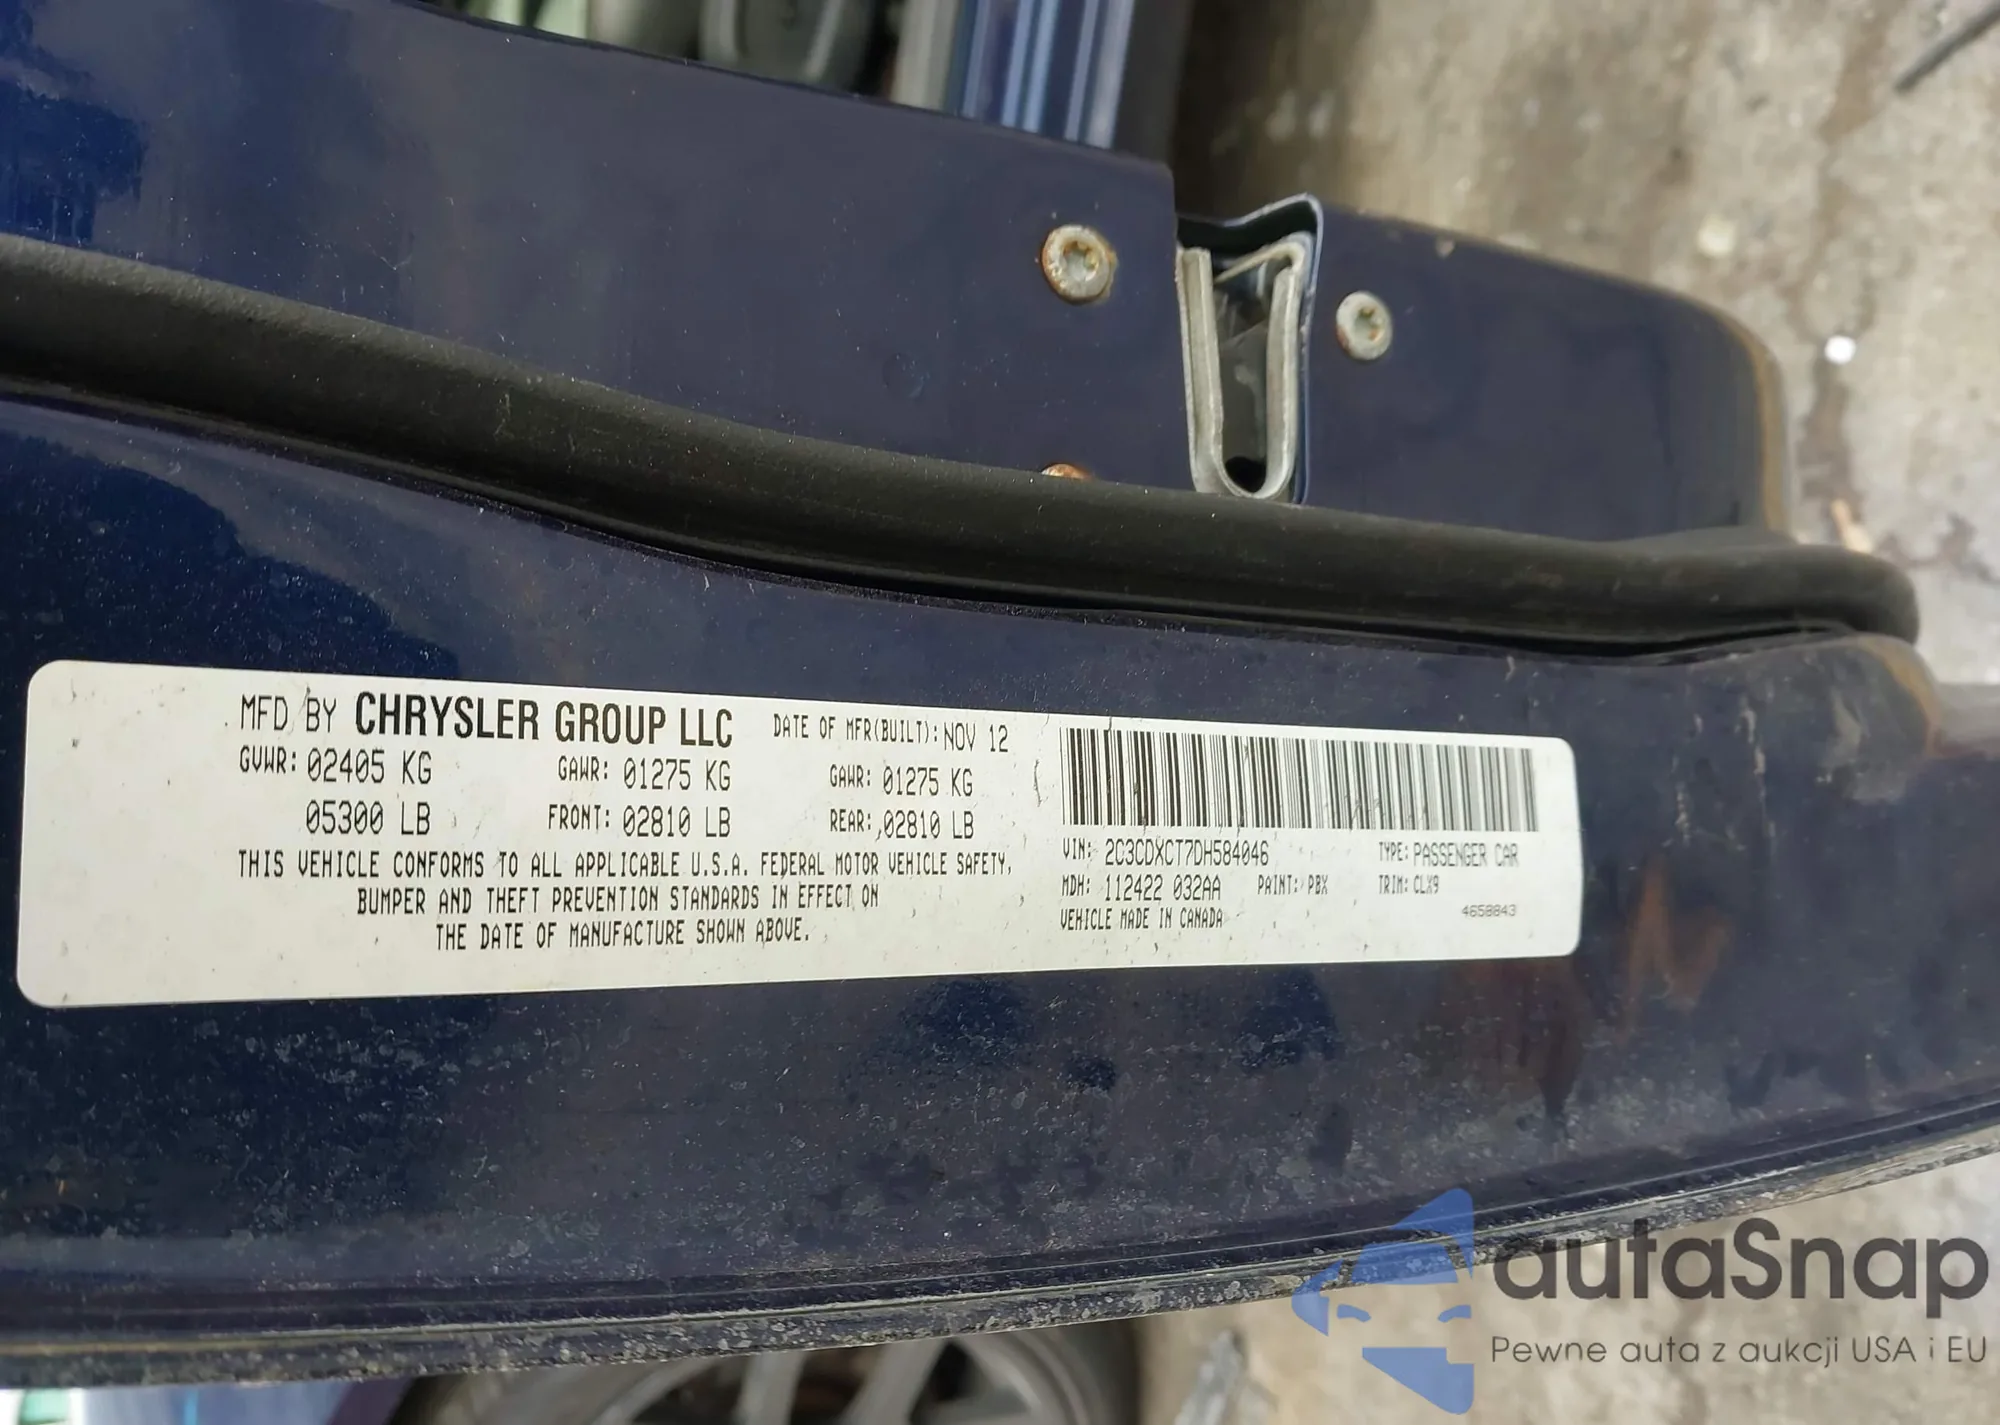 MFD BY CHRYSLER GROUP LLC DATE OF MFR(BUILT): NOV 12
GVWR: 02405 KG GAWR: 01275 KG GAWR: 01275 KG
05300 LB FRONT: 02810 LB REAR: 02810 LB
THIS VEHICLE CONFORMS TO ALL APPLICABLE U.S.A. FEDERAL MOTOR VEHICLE SAFETY,
BUMPER AND THEFT PREVENTION STANDARDS IN EFFECT ON
THE DATE OF MANUFACTURE SHOWN ABOVE.
VIN: 2C3CDXCT7DH584046 TYPE: PASSENGER CAR
MDH: 112422 032AA PAINT: PBX TRIM: CLX9
VEHICLE MADE IN CANADA 4658843
autaSnap
Pewne auta z aukcji USA i EU